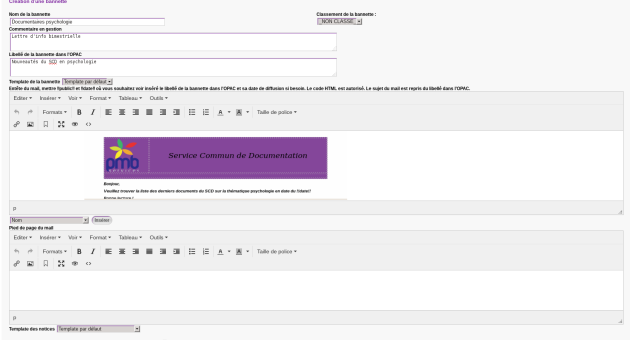 Création d'une bannette
Nom de la bannette
Classement de la bannette :
Documentaires psychologie
NON CLASSE
Commentaire en gestion
Lettre d'info bimestrielle
Libellé de la bannette dans l'OPAC
Nouveautés du SCD en psychologie
Template de la bannette Template par défaut
Entête du mail, mettre !!public!! et !!date!! où vous souhaitez voir inséré le libellé de la bannette dans l'OPAC et sa date de diffusion si besoin. Le code HTML est autorisé. Le sujet du mail est repris du libellé dans l'OPAC.
Editer Insérer Voir Format Tableau Outils
Formats B I A A Taille de police
pmb
Service Commun de Documentation
Bonjour,
Veuillez trouver la liste des derniers documents du SCD sur la thématique psychologie en date du !!date!!
Bonne lecture !
p
Nom Insérer
Pied de page du mail
Editer Insérer Voir Format Tableau Outils
Formats B I A A Taille de police
p
Template des notices Template par défaut